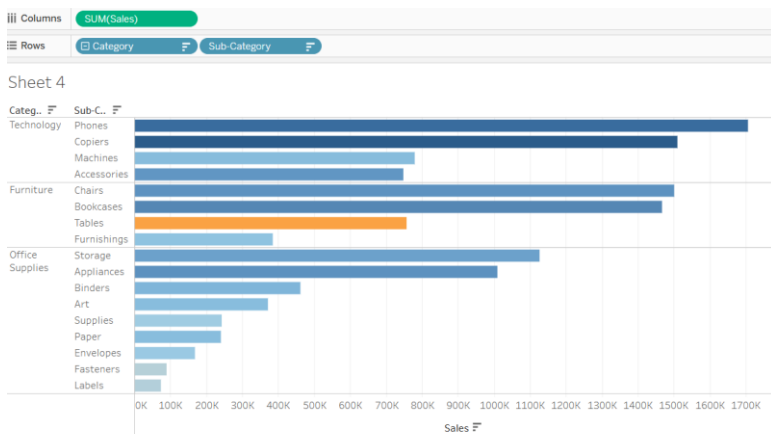 Columns SUM(Sales)
Rows Category Sub-Category
Sheet 4
Categ.. Sub-C..
Technology Phones
Copiers
Machines
Accessories
Furniture Chairs
Bookcases
Tables
Furnishings
Office Supplies Storage
Appliances
Binders
Art
Supplies
Paper
Envelopes
Fasteners
Labels
0K 100K 200K 300K 400K 500K 600K 700K 800K 900K 1000K 1100K 1200K 1300K 1400K 1500K 1600K 1700K
Sales